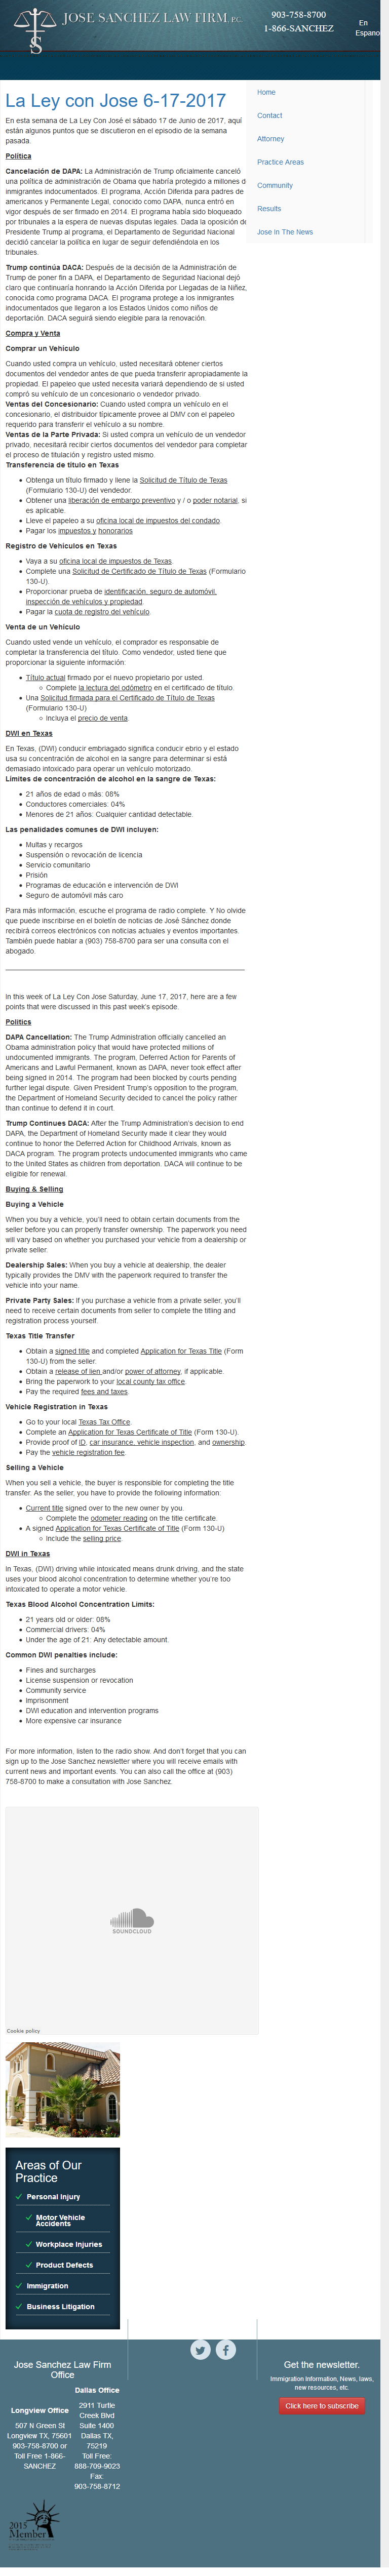 JOSE SANCHEZ LAW FIRM P.C.
903-758-8700
1-866-SANCHEZ
En
Espano
Home
Contact
Attorney
Practice Areas
Community
Results
Jose In The News
La Ley con Jose 6-17-2017
En esta semana de La Ley Con José el sábado 17 de Junio de 2017, aquí
están algunos puntos que se discutieron en el episodio de la semana
pasada.
Política
Cancelación de DAPA: La Administración de Trump oficialmente canceló
una política de administración de Obama que habría protegido a millones d
inmigrantes indocumentados. El programa, Acción Diferida para padres de
americanos y Permanente Legal, conocido como DAPA, nunca entró en
vigor después de ser firmado en 2014. El programa había sido bloqueado
por tribunales a la espera de nuevas disputas legales. Dada la oposición de
Presidente Trump al programa, el Departamento de Seguridad Nacional
decidió cancelar la política en lugar de seguir defendiéndola en los
tribunales.
Trump continúa DACA: Después de la decisión de la Administración de
Trump de poner fin a DAPA, el Departamento de Seguridad Nacional dejó
claro que continuaría honrando la Acción Diferida por Llegadas de la Niñez,
conocida como programa DACA. El programa protege a los inmigrantes
indocumentados que llegaron a los Estados Unidos como niños de
deportación. DACA seguirá siendo elegible para la renovación.
Compra y Venta
Comprar un Vehículo
Cuando usted compra un vehículo, usted necesitará obtener ciertos
documentos del vendedor antes de que pueda transferir apropiadamente la
propiedad. El papeleo que usted necesita variará dependiendo de si usted
compró su vehículo de un concesionario o vendedor privado.
Ventas del Concesionario: Cuando usted compra un vehículo en el
concesionario, el distribuidor típicamente provee al DMV con el papeleo
requerido para transferir el vehículo a su nombre.
Ventas de la Parte Privada: Si usted compra un vehículo de un vendedor
privado, necesitará recibir ciertos documentos del vendedor para completar
el proceso de titulación y registro usted mismo.
Transferencia de título en Texas
Obtenga un título firmado y llene la Solicitud de Título de Texas
(Formulario 130-U) del vendedor.
Obtener una liberación de embargo preventivo y / o poder notarial, si
es aplicable.
Lleve el papeleo a su oficina local de impuestos del condado.
Pagar los impuestos y honorarios
Registro de Vehículos en Texas
Vaya a su oficina local de impuestos de Texas.
Complete una Solicitud de Certificado de Título de Texas (Formulario
130-U).
Proporcionar prueba de identificación, seguro de automóvil,
inspección de vehículos y propiedad.
Pagar la cuota de registro del vehículo.
Venta de un Vehículo
Cuando usted vende un vehículo, el comprador es responsable de
completar la transferencia del título. Como vendedor, usted tiene que
proporcionar la siguiente información:
Título actual firmado por el nuevo propietario por usted.
Complete la lectura del odómetro en el certificado de título.
Una Solicitud firmada para el Certificado de Título de Texas
(Formulario 130-U)
Incluya el precio de venta.
DWI en Texas
En Texas, (DWI) conducir embriagado significa conducir ebrio y el estado
usa su concentración de alcohol en la sangre para determinar si está
demasiado intoxicado para operar un vehículo motorizado.
Límites de concentración de alcohol en la sangre de Texas:
21 años de edad o más: 08%
Conductores comerciales: 04%
Menores de 21 años: Cualquier cantidad detectable.
Las penalidades comunes de DWI incluyen:
Multas y recargos
Suspensión o revocación de licencia
Servicio comunitario
Prisión
Programas de educación e intervención de DWI
Seguro de automóvil más caro
Para más información, escuche el programa de radio completo. Y No olvide
que puede inscribirse en el boletín de noticias de José Sánchez donde
recibirá correos electrónicos con noticias actuales y eventos importantes.
También puede hablar a (903) 758-8700 para ser una consulta con el
abogado.
In this week of La Ley Con Jose Saturday, June 17, 2017, here are a few
points that were discussed in this past week's episode.
Politics
DAPA Cancellation: The Trump Administration officially cancelled an
Obama administration policy that would have protected millions of
undocumented immigrants. The program, Deferred Action for Parents of
Americans and Lawful Permanent, known as DAPA, never took effect after
being signed in 2014. The program had been blocked by courts pending
further legal dispute. Given President Trump's opposition to the program,
the Department of Homeland Security decided to cancel the policy rather
than continue to defend it in court.
Trump Continues DACA: After the Trump Administration's decision to end
DAPA, the Department of Homeland Security made it clear they would
continue to honor the Deferred Action for Childhood Arrivals, known as
DACA program. The program protects undocumented immigrants who came
to the United States as children from deportation. DACA will continue to be
eligible for renewal.
Buying & Selling
Buying a Vehicle
When you buy a vehicle, you'll need to obtain certain documents from the
seller before you can properly transfer ownership. The paperwork you need
will vary based on whether you purchased your vehicle from a dealership or
private seller.
Dealership Sales: When you buy a vehicle at dealership, the dealer
typically provides the DMV with the paperwork required to transfer the
vehicle into your name.
Private Party Sales: If you purchase a vehicle from a private seller, you'll
need to receive certain documents from seller to complete the titling and
registration process yourself.
Texas Title Transfer
Obtain a signed title and completed Application for Texas Title (Form
130-U) from the seller.
Obtain a release of lien and/or power of attorney, if applicable.
Bring the paperwork to your local county tax office.
Pay the required fees and taxes.
Vehicle Registration in Texas
Go to your local Texas Tax Office.
Complete an Application for Texas Certificate of Title (Form 130-U).
Provide proof of ID, car insurance, vehicle inspection, and ownership.
Pay the vehicle registration fee.
Selling a Vehicle
When you sell a vehicle, the buyer is responsible for completing the title
transfer. As the seller, you have to provide the following information:
Current title signed over to the new owner by you.
Complete the odometer reading on the title certificate.
A signed Application for Texas Certificate of Title (Form 130-U)
Include the selling price.
DWI in Texas
In Texas, (DWI) driving while intoxicated means drunk driving, and the state
uses your blood alcohol concentration to determine whether you're too
intoxicated to operate a motor vehicle.
Texas Blood Alcohol Concentration Limits:
21 years old or older: 08%
Commercial drivers: 04%
Under the age of 21: Any detectable amount.
Common DWI penalties include:
Fines and surcharges
License suspension or revocation
Community service
Imprisonment
DWI education and intervention programs
More expensive car insurance
For more information, listen to the radio show. And don't forget that you can
sign up to the Jose Sanchez newsletter where you will receive emails with
current news and important events. You can also call the office at (903)
758-8700 to make a consultation with Jose Sanchez.
SOUNDCLOUD
Cookie policy
Areas of Our
Practice
Personal Injury
Motor Vehicle
Accidents
Workplace Injuries
Product Defects
Immigration
Business Litigation
Jose Sanchez Law Firm
Office
Longview Office
507 N Green St
Longview TX, 75601
903-758-8700 or
Toll Free 1-866-
SANCHEZ
Dallas Office
2911 Turtle
Creek Blvd
Suite 1400
Dallas TX,
75219
Toll Free:
888-709-9023
Fax:
903-758-8712
Get the newsletter.
Immigration Information, News, laws,
new resources, etc.
Click here to subscribe
2015
Member